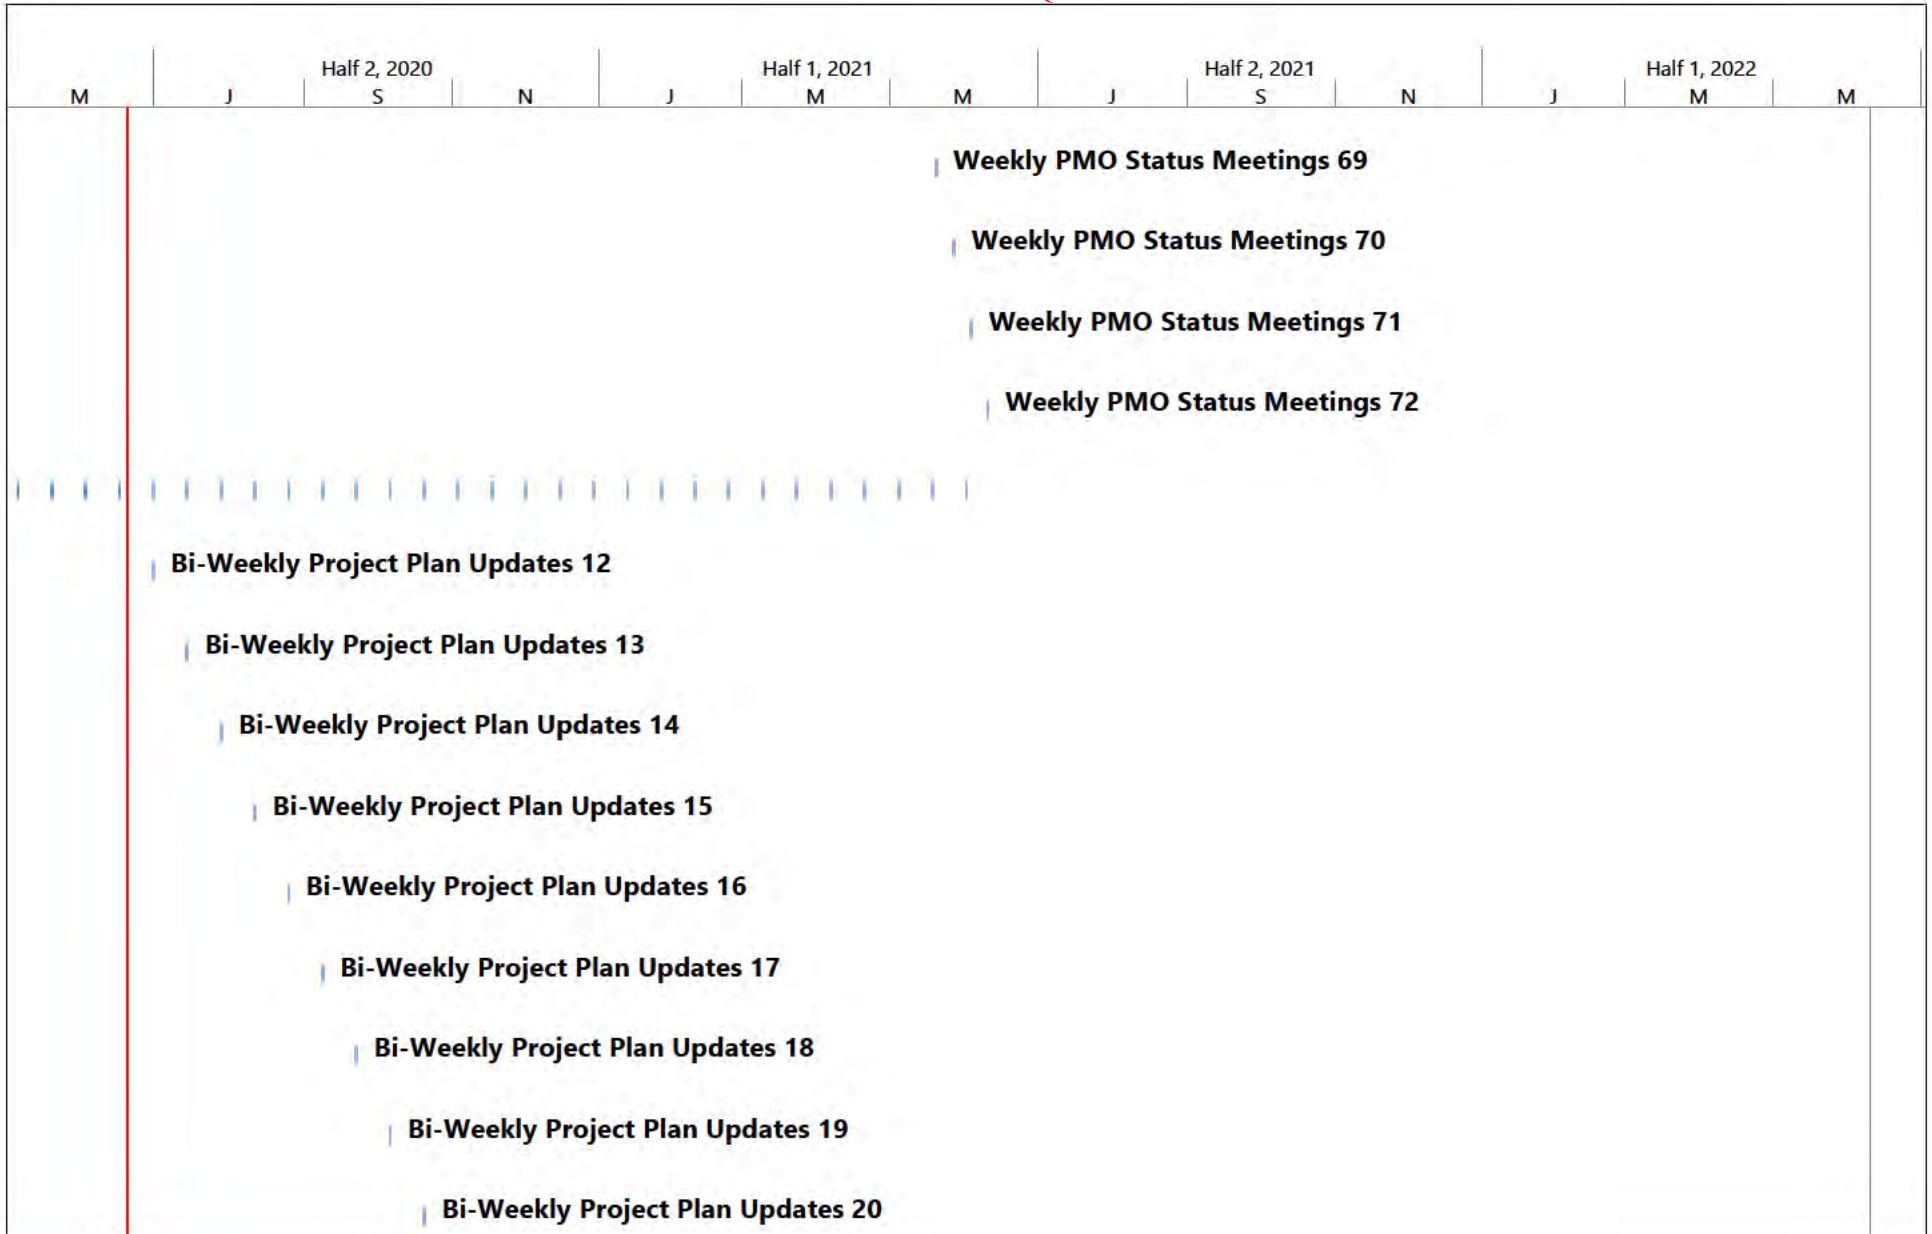 Half 2, 2020 Half 1, 2021 Half 2, 2021 Half 1, 2022
M J S N J M M J S N J M M
Weekly PMO Status Meetings 69
Weekly PMO Status Meetings 70
Weekly PMO Status Meetings 71
Weekly PMO Status Meetings 72
Bi-Weekly Project Plan Updates 12
Bi-Weekly Project Plan Updates 13
Bi-Weekly Project Plan Updates 14
Bi-Weekly Project Plan Updates 15
Bi-Weekly Project Plan Updates 16
Bi-Weekly Project Plan Updates 17
Bi-Weekly Project Plan Updates 18
Bi-Weekly Project Plan Updates 19
Bi-Weekly Project Plan Updates 20